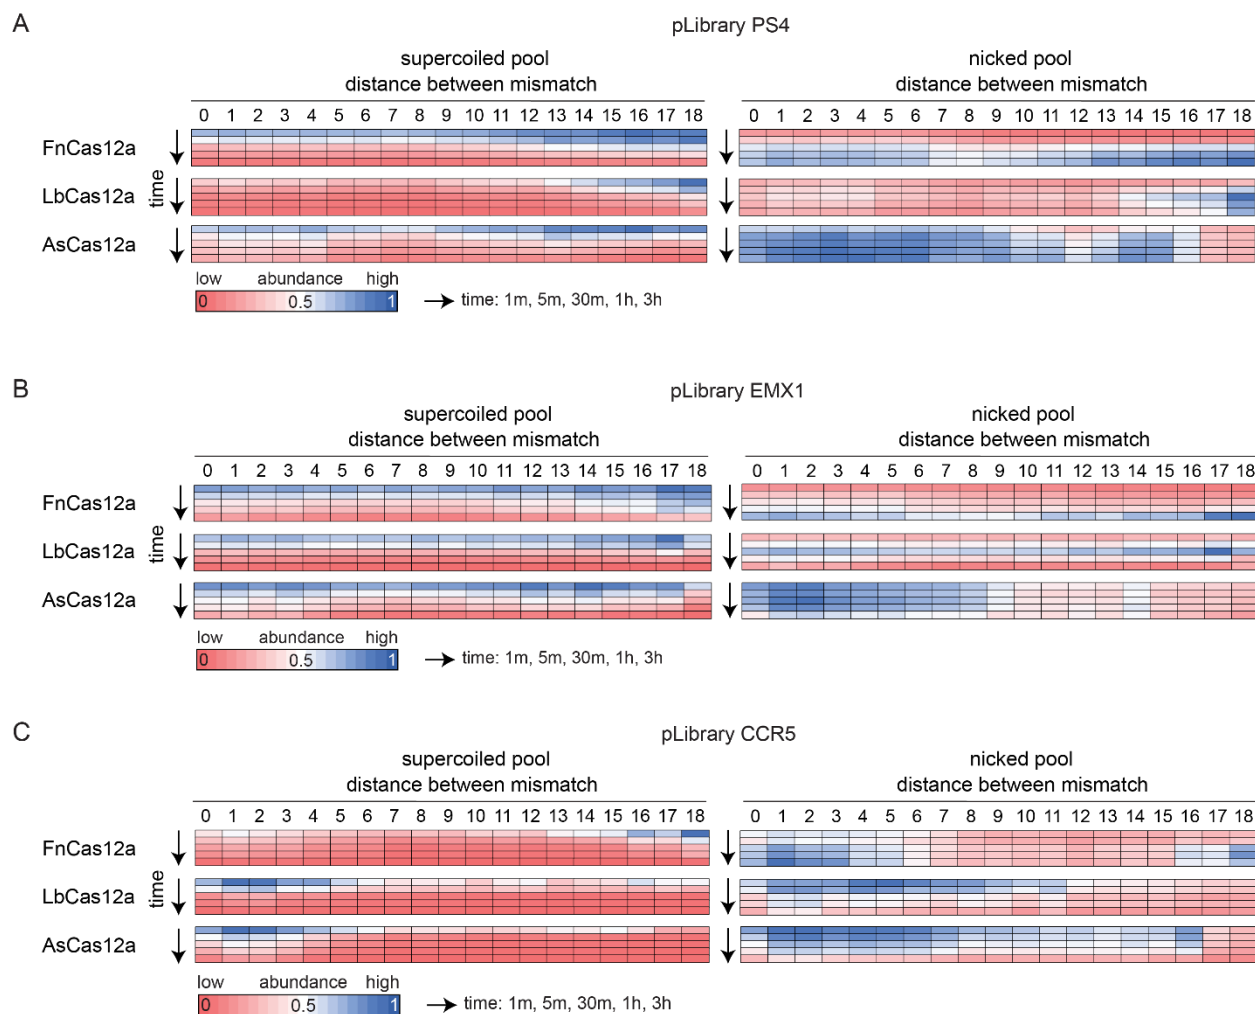 A
pLibrary PS4
supercoiled pool
distance between mismatch
nicked pool
distance between mismatch
0 1 2 3 4 5 6 7 8 9 10 11 12 13 14 15 16 17 18
0 1 2 3 4 5 6 7 8 9 10 11 12 13 14 15 16 17 18
FnCas12a
LbCas12a
AsCas12a
time
low abundance high
0 0.5 1
time: 1m, 5m, 30m, 1h, 3h
B
pLibrary EMX1
supercoiled pool
distance between mismatch
nicked pool
distance between mismatch
0 1 2 3 4 5 6 7 8 9 10 11 12 13 14 15 16 17 18
0 1 2 3 4 5 6 7 8 9 10 11 12 13 14 15 16 17 18
FnCas12a
LbCas12a
AsCas12a
time
low abundance high
0 0.5 1
time: 1m, 5m, 30m, 1h, 3h
C
pLibrary CCR5
supercoiled pool
distance between mismatch
nicked pool
distance between mismatch
0 1 2 3 4 5 6 7 8 9 10 11 12 13 14 15 16 17 18
0 1 2 3 4 5 6 7 8 9 10 11 12 13 14 15 16 17 18
FnCas12a
LbCas12a
AsCas12a
time
low abundance high
0 0.5 1
time: 1m, 5m, 30m, 1h, 3h